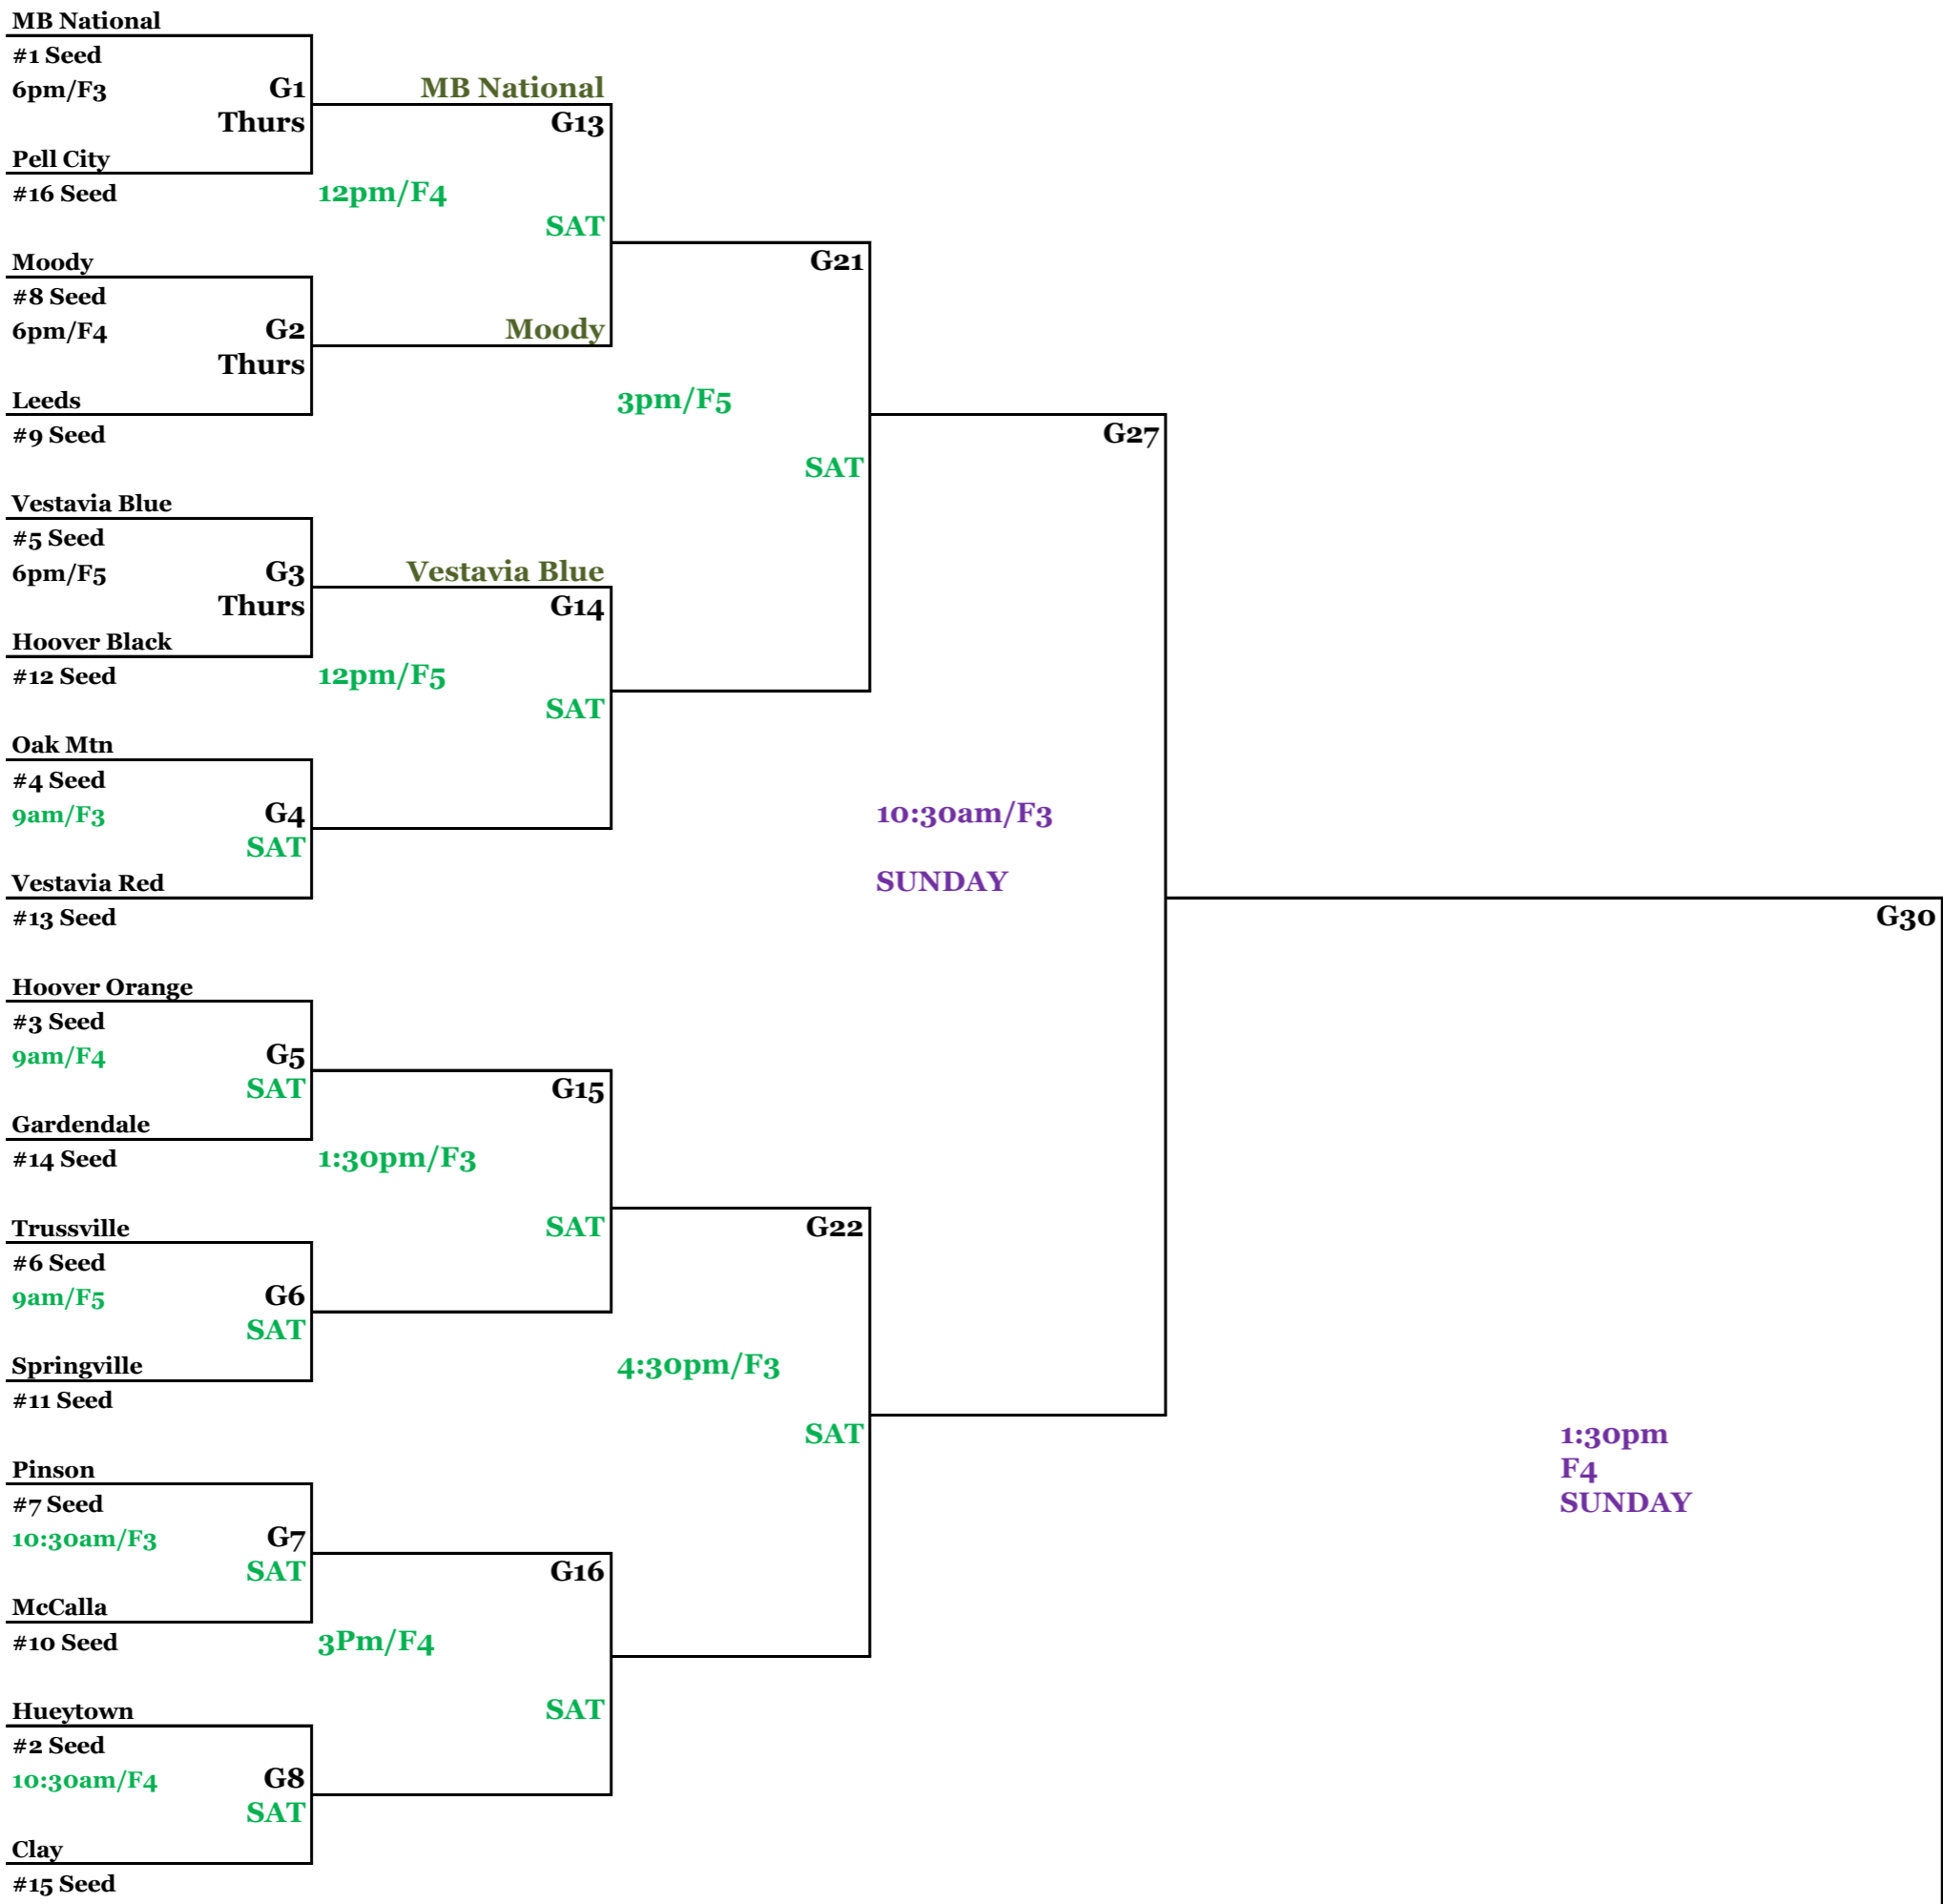 MB National
#1 Seed
6pm/F3 G1 MB National
Thurs G13
Pell City
#16 Seed 12pm/F4
SAT
Moody G21
#8 Seed
6pm/F4 G2 Moody
Thurs
Leeds 3pm/F5
#9 Seed G27
SAT
Vestavia Blue
#5 Seed
6pm/F5 G3 Vestavia Blue
Thurs G14
Hoover Black
#12 Seed 12pm/F5
SAT
Oak Mtn
#4 Seed
9am/F3 G4 10:30am/F3
SAT
Vestavia Red SUNDAY
#13 Seed G30
Hoover Orange
#3 Seed
9am/F4 G5
SAT G15
Gardendale
#14 Seed 1:30pm/F3
Trussville SAT G22
#6 Seed
9am/F5 G6
SAT
Springville 4:30pm/F3
#11 Seed
SAT 1:30pm
Pinson F4
#7 Seed SUNDAY
10:30am/F3 G7
SAT G16
McCalla
#10 Seed 3Pm/F4
Hueytown SAT
#2 Seed
10:30am/F4 G8
SAT
Clay
#15 Seed